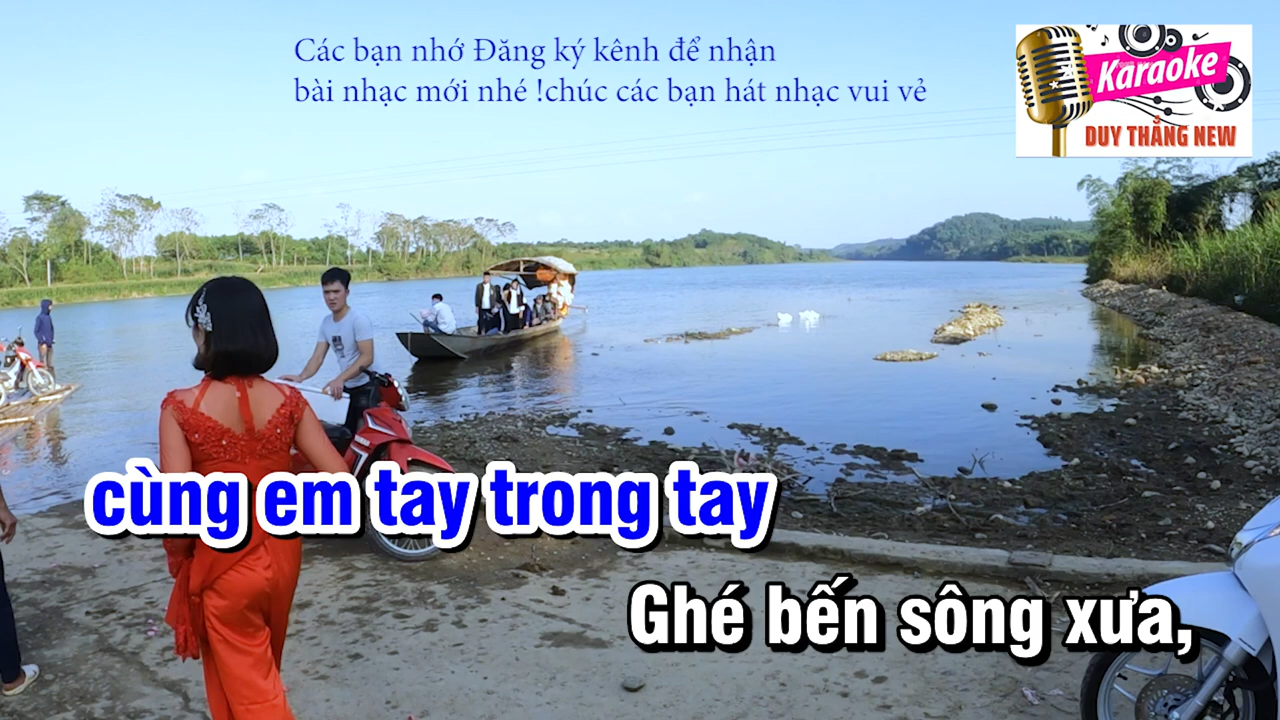 Các bạn nhớ Đăng ký kênh để nhận
bài nhạc mới nhé !chúc các bạn hát nhạc vui vẻ
Karaoke
DUY THẮNG NEW
cùng em tay trong tay
Ghé bến sông xưa,